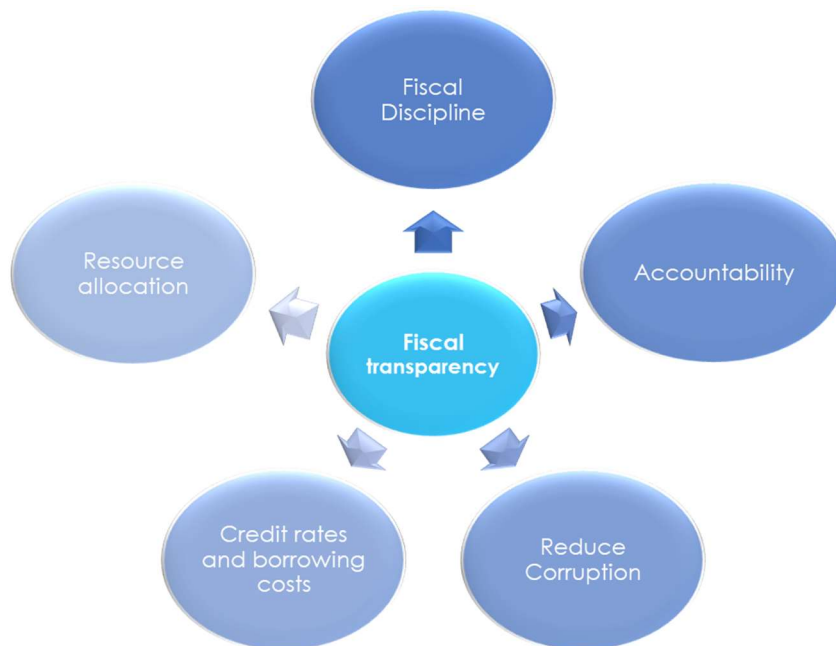 Fiscal
Discipline
Resource
allocation
Accountability
Fiscal
transparency
Credit rates
and borrowing
costs
Reduce
Corruption